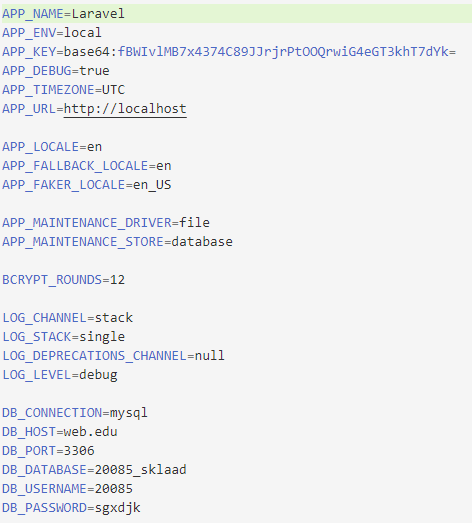 APP_NAME=Laravel
APP_ENV=local
APP_KEY=base64:fBWIvlMB7x4374C89JJrjrPtOOQrwiG4eGT3khT7dYk=
APP_DEBUG=true
APP_TIMEZONE=UTC
APP_URL=http://localhost
APP_LOCALE=en
APP_FALLBACK_LOCALE=en
APP_FAKER_LOCALE=en_US
APP_MAINTENANCE_DRIVER=file
APP_MAINTENANCE_STORE=database
BCRYPT_ROUNDS=12
LOG_CHANNEL=stack
LOG_STACK=single
LOG_DEPRECATIONS_CHANNEL=null
LOG_LEVEL=debug
DB_CONNECTION=mysql
DB_HOST=web.edu
DB_PORT=3306
DB_DATABASE=20085_sklaad
DB_USERNAME=20085
DB_PASSWORD=sgxdjk